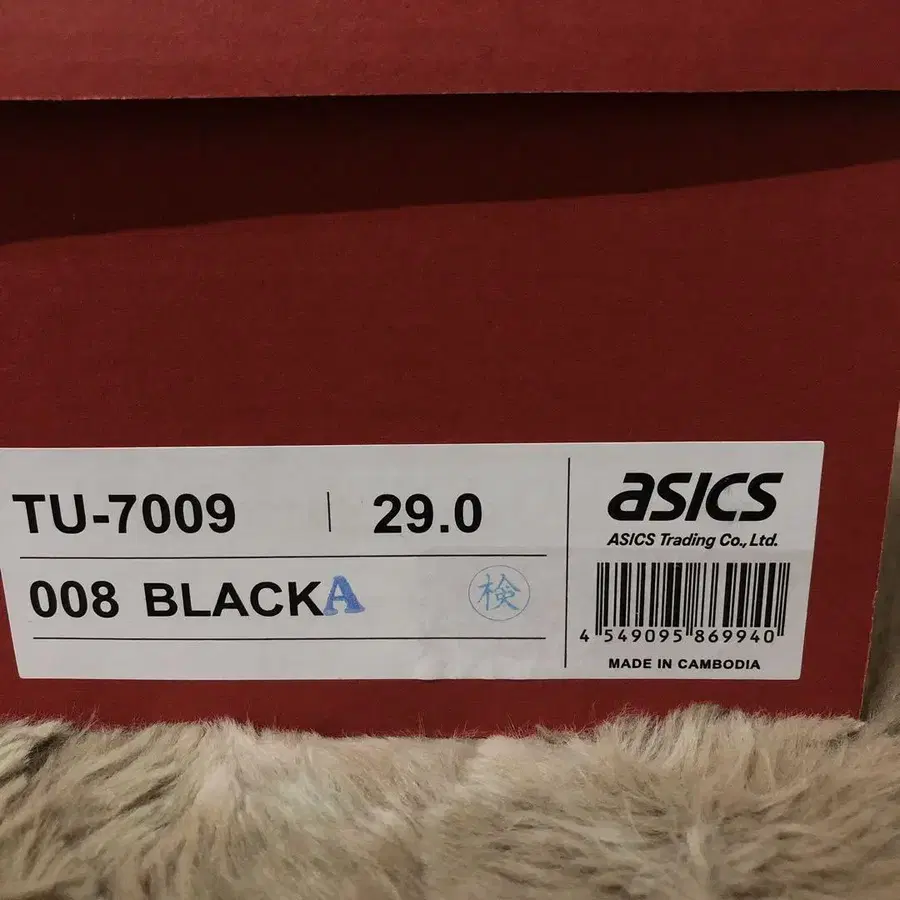 TU-7009 | 29.0
008 BLACK A
検
asics
ASICS Trading Co., Ltd.
4 549095 869940
MADE IN CAMBODIA